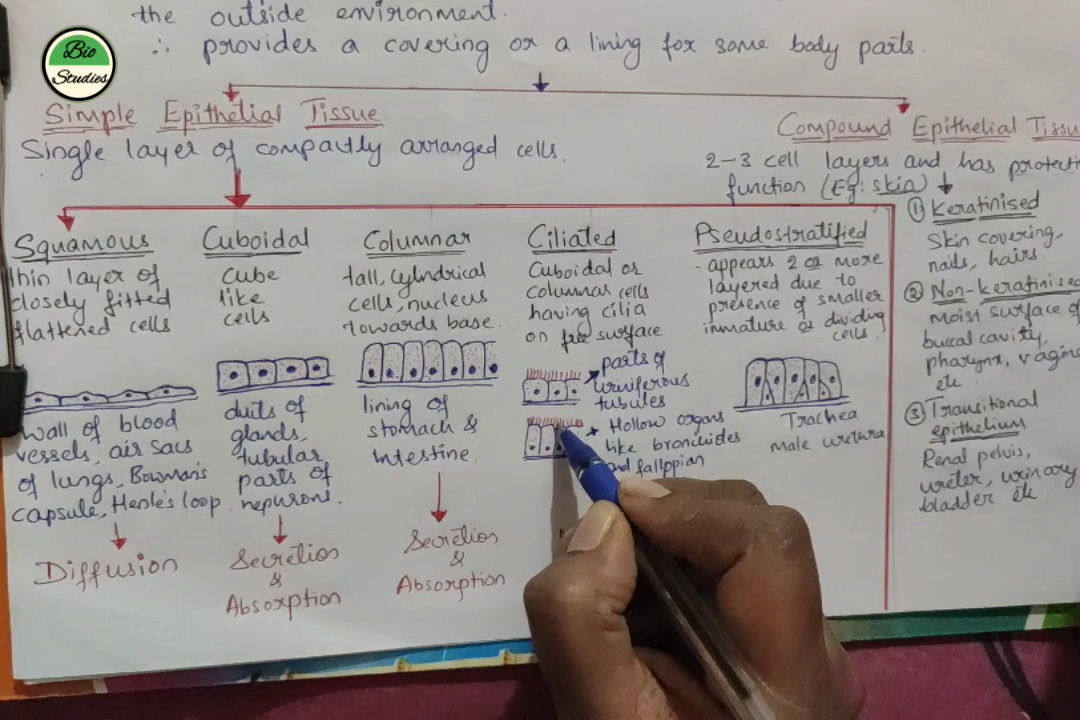 the outside environment.
∴ provides a covering or a lining for some body parts.
Bio
Studies
Simple Epithelial Tissue
Single layer of compactly arranged cells.
Compound Epithelial Tissu
2-3 cell layers and has protecti
function (Eg: skin)
Squamous
thin layer of
closely fitted
flattened cells
wall of blood
vessels, air sacs
of lungs, Bowman's
capsule, Henle's loop
Diffusion
Cuboidal
cube
like
cells
ducts of
glands,
tubular
parts of
nephrons.
Secretion
&
Absorption
Columnar
tall, cylindrical
cells, nucleus
towards base.
lining of
stomach &
Intestine.
Secretion
&
Absorption
Ciliated
Cuboidal or
columnar cells
having cilia
on free surface
parts of
uriniferous
tubules
Hollow organs
like bronchides
and falloppian
Pseudostratified
- appears 2 or more
layered due to
presence of smaller
immature or dividing
cells.
Trachea
Male urethra
① Keratinised
Skin covering,
nails, hairs.
② Non-keratinised
moist surface of
buccal cavity,
pharynx, vagina
etc
③ Transitional
epithelium
Renal pelvis,
ureter, urinary
bladder etc